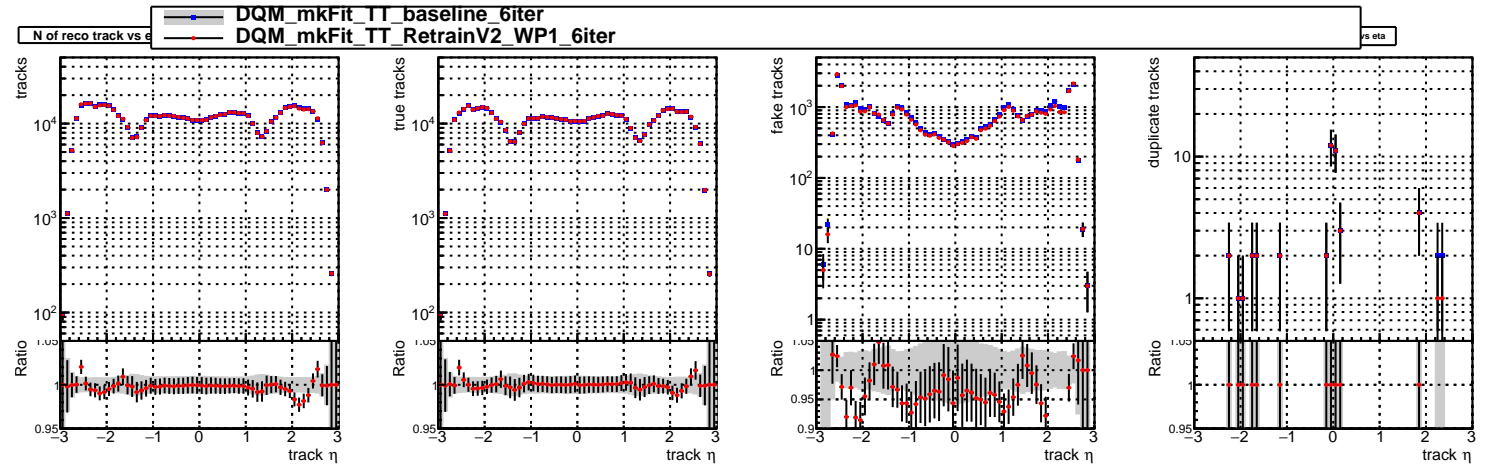 DQM_mkFit_TT_baseline_6iter
DQM_mkFit_TT_RetrainV2_WP1_6iter
N of reco track vs e
vs eta
tracks
10⁴
10³
10²
Ratio
1.05
1
0.95
−3 −2 −1 0 1 2 3
track η
true tracks
10⁴
10³
10²
Ratio
1.05
1
0.95
−3 −2 −1 0 1 2 3
track η
fake tracks
10³
10²
10
1
Ratio
1.05
1
0.95
0.9
−3 −2 −1 0 1 2 3
track η
duplicate tracks
10
1
Ratio
1.05
1
0.95
−3 −2 −1 0 1 2 3
track η